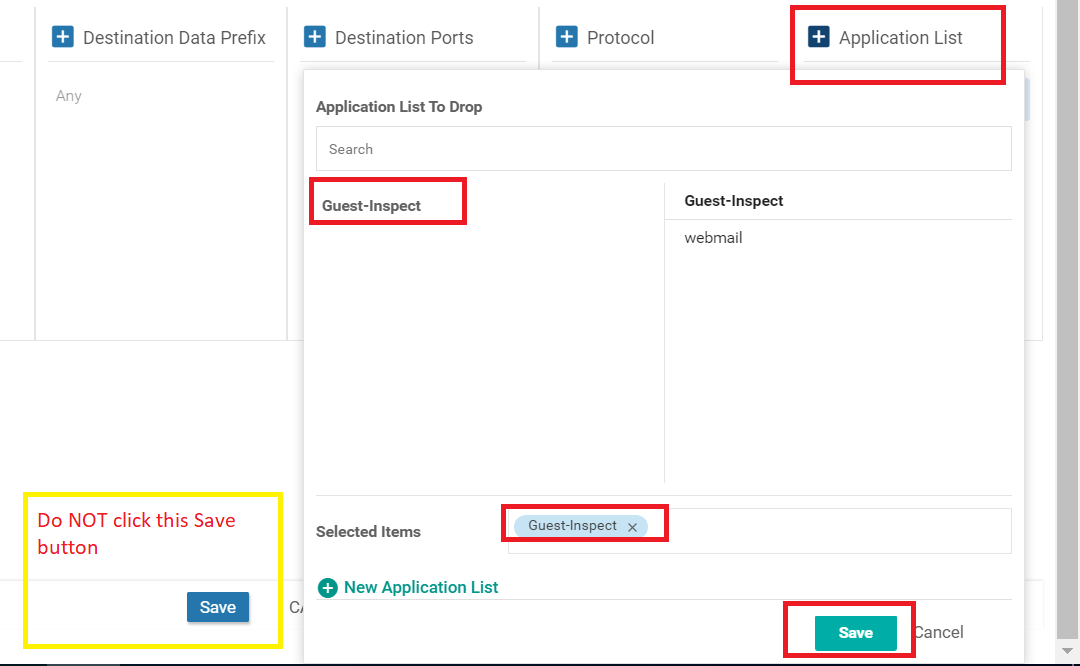 Destination Data Prefix
Destination Ports
Protocol
Application List
Any
Application List To Drop
Search
Guest-Inspect
Guest-Inspect
webmail
Do NOT click this Save
button
Selected Items
Guest-Inspect ×
New Application List
Save
CA
Save
Cancel